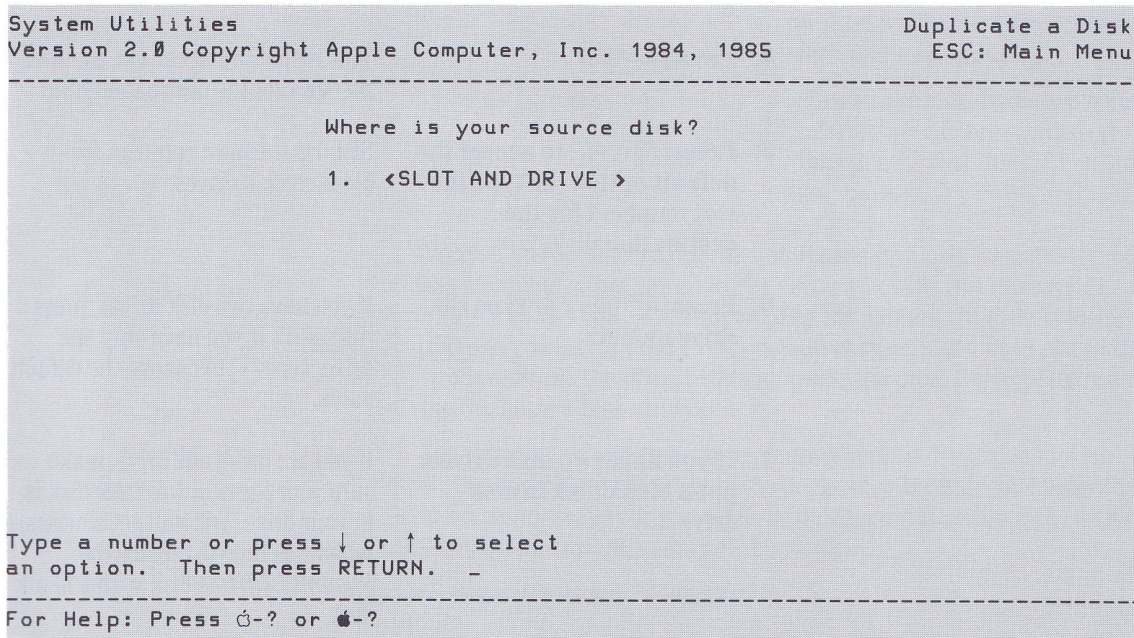 System Utilities
Duplicate a Disk
Version 2.0 Copyright Apple Computer, Inc. 1984, 1985
ESC: Main Menu
Where is your source disk?
1. <SLOT AND DRIVE >
Type a number or press ↓ or ↑ to select
an option. Then press RETURN. _
For Help: Press -? or -?